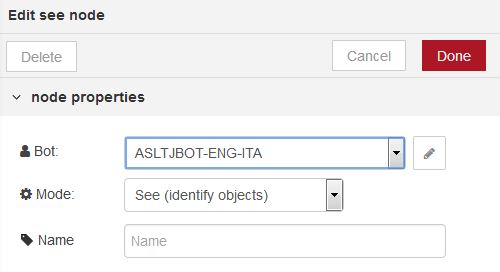 Edit see node
Delete
Cancel
Done
node properties
Bot:
ASLTJBOT-ENG-ITA
Mode:
See (identify objects)
Name
Name